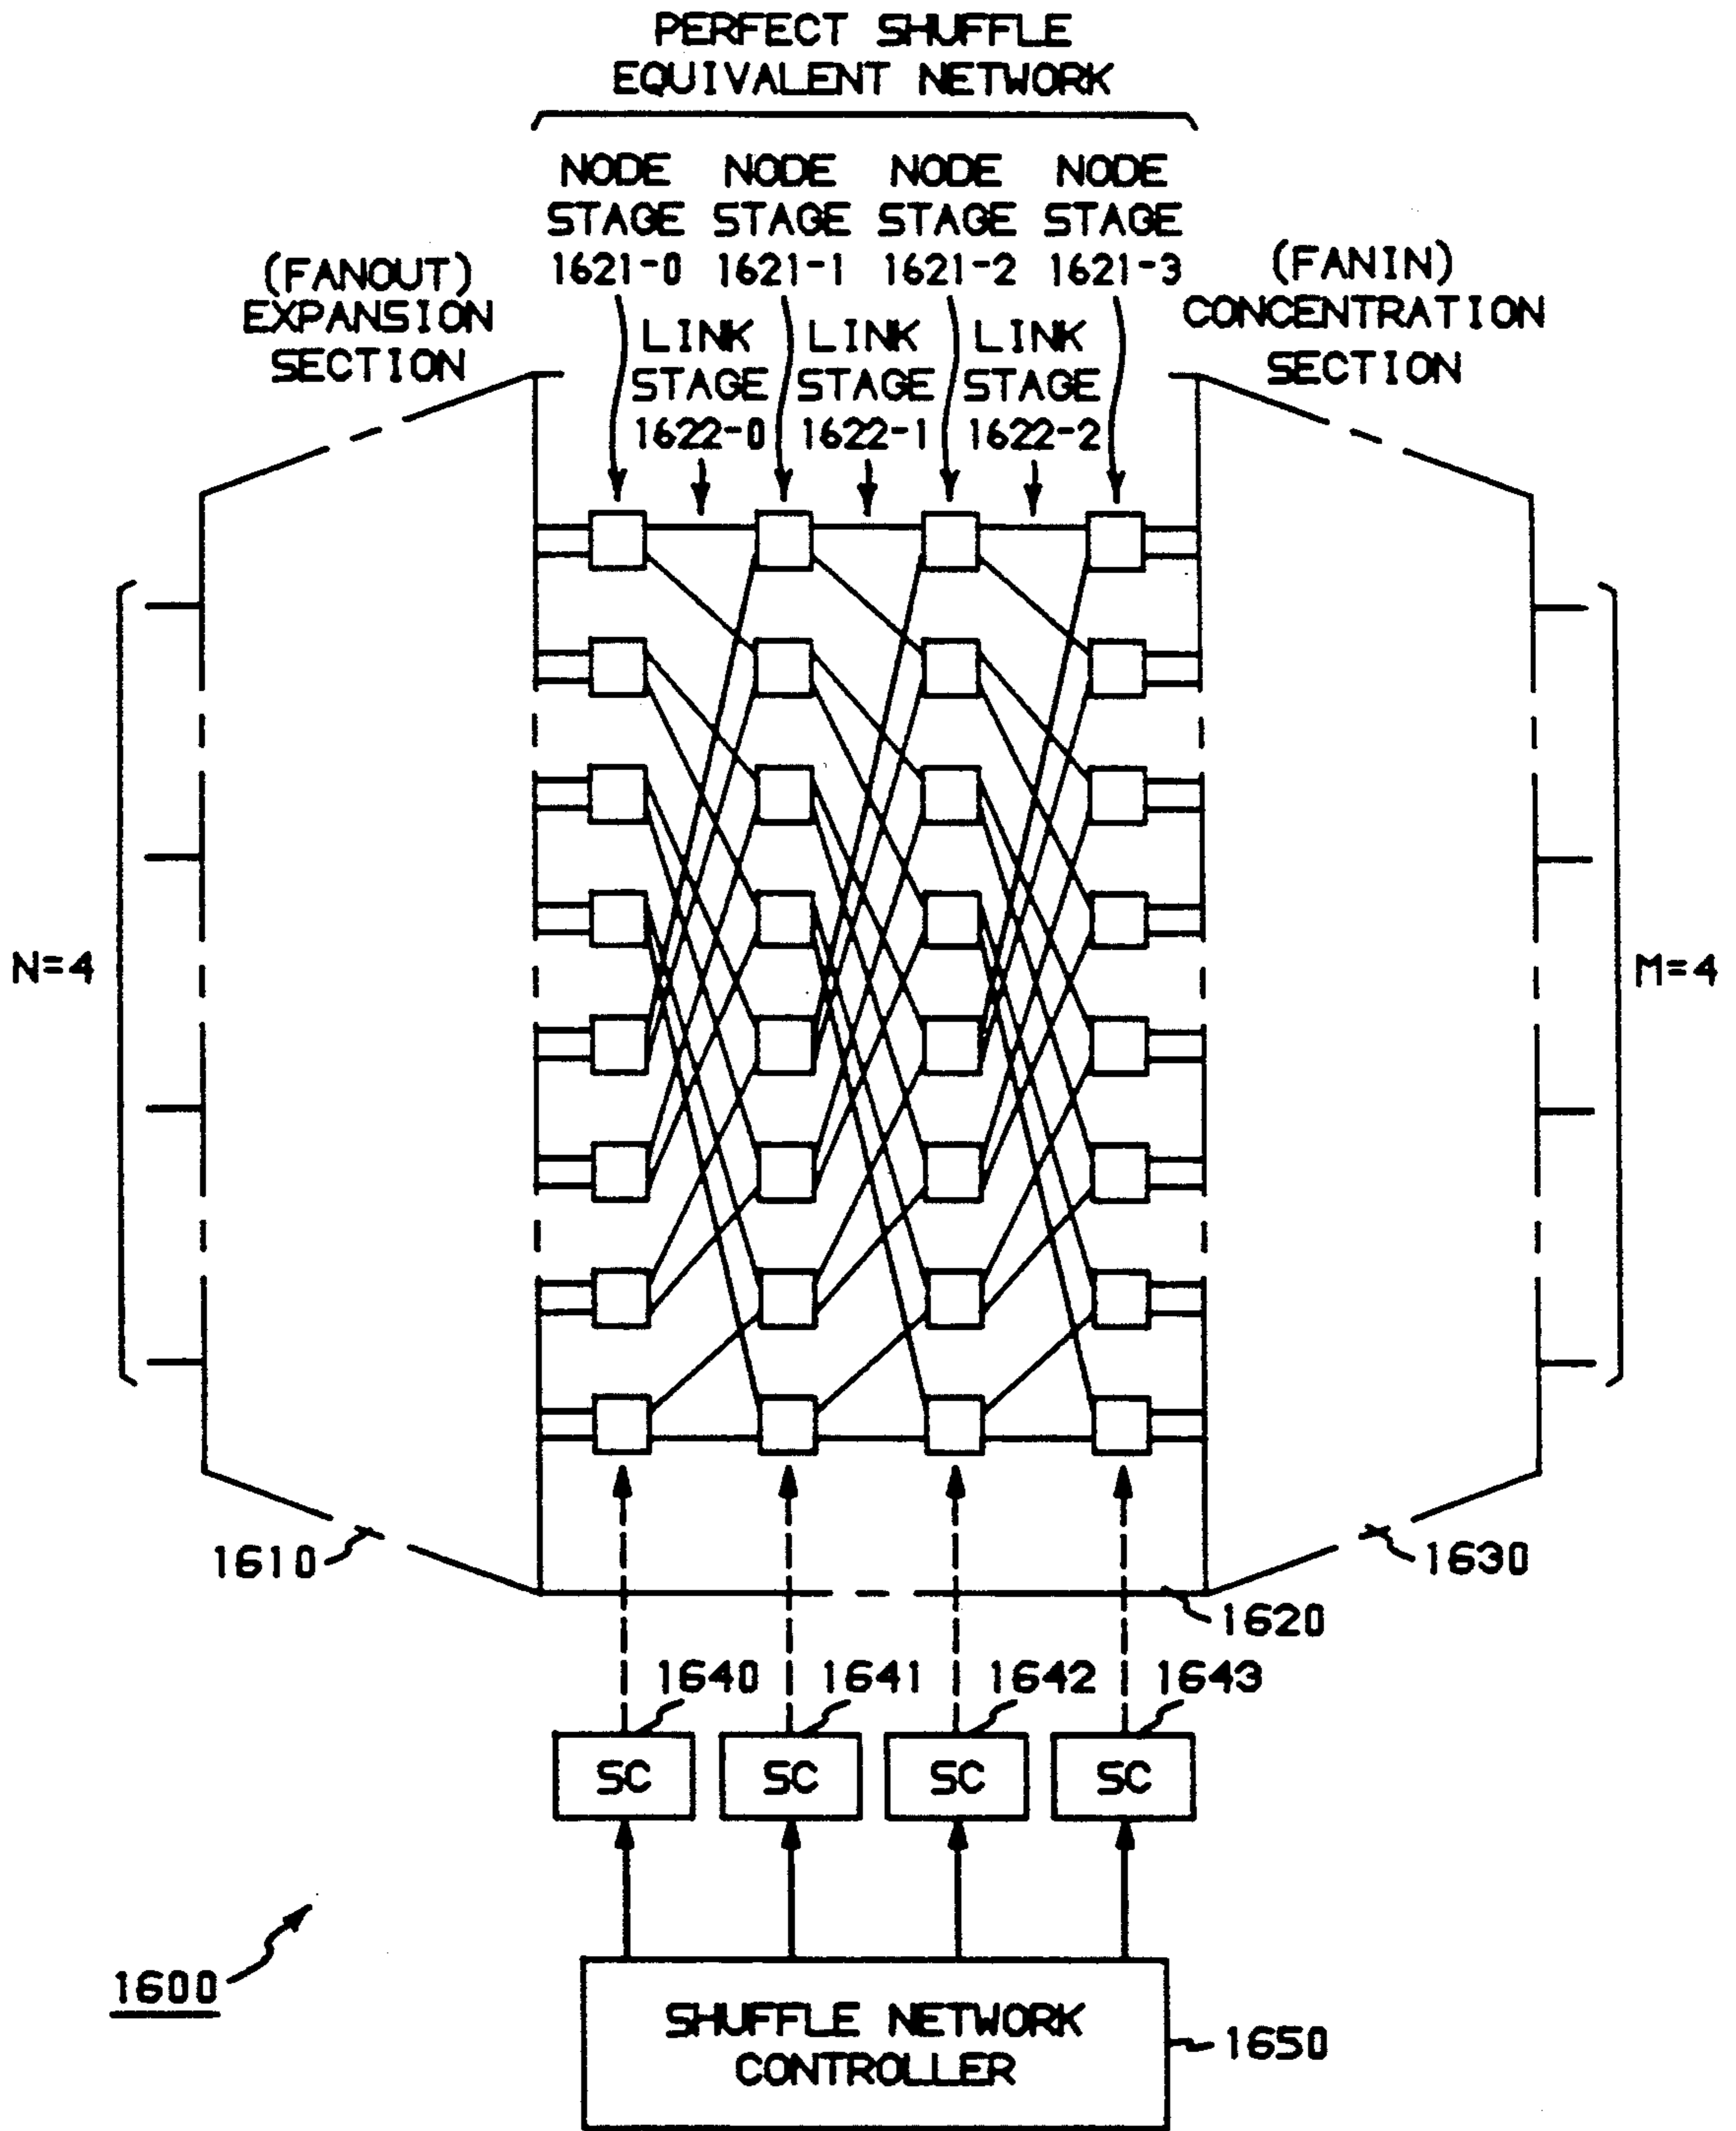 PERFECT SHUFFLE
EQUIVALENT NETWORK
NODE NODE NODE NODE
STAGE STAGE STAGE STAGE
1621-0 1621-1 1621-2 1621-3
(FANOUT)
EXPANSION
SECTION
(FANIN)
CONCENTRATION
SECTION
LINK LINK LINK
STAGE STAGE STAGE
1622-0 1622-1 1622-2
N=4
M=4
1610
1630
1620
1640 1641 1642 1643
SC SC SC SC
1600
SHUFFLE NETWORK
CONTROLLER
1650